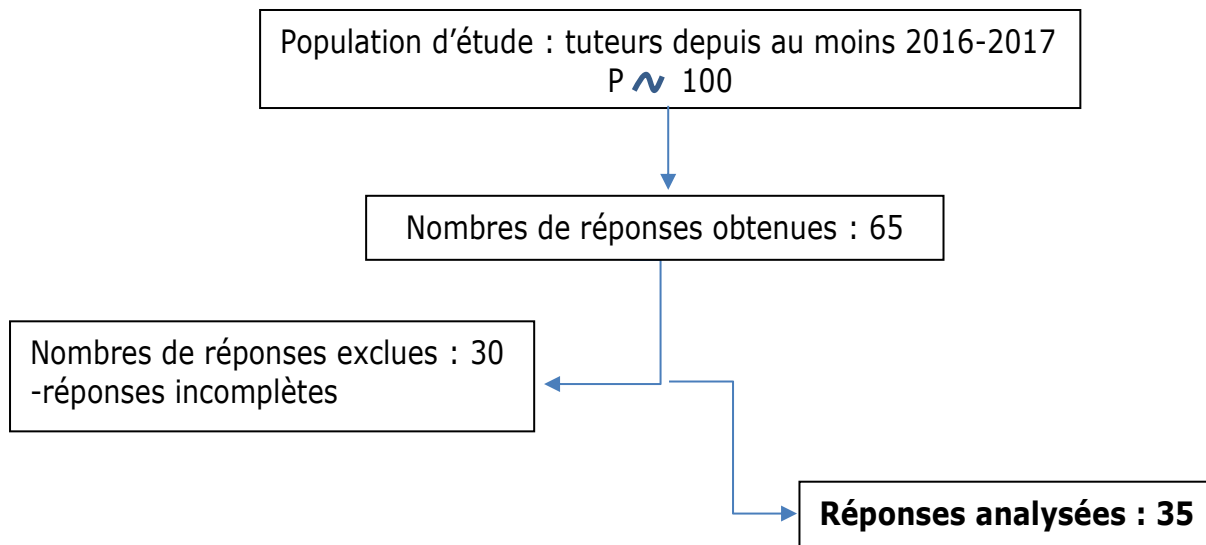 Population d’étude : tuteurs depuis au moins 2016-2017
P ~ 100
Nombres de réponses obtenues : 65
Nombres de réponses exclues : 30
-réponses incomplètes
Réponses analysées : 35